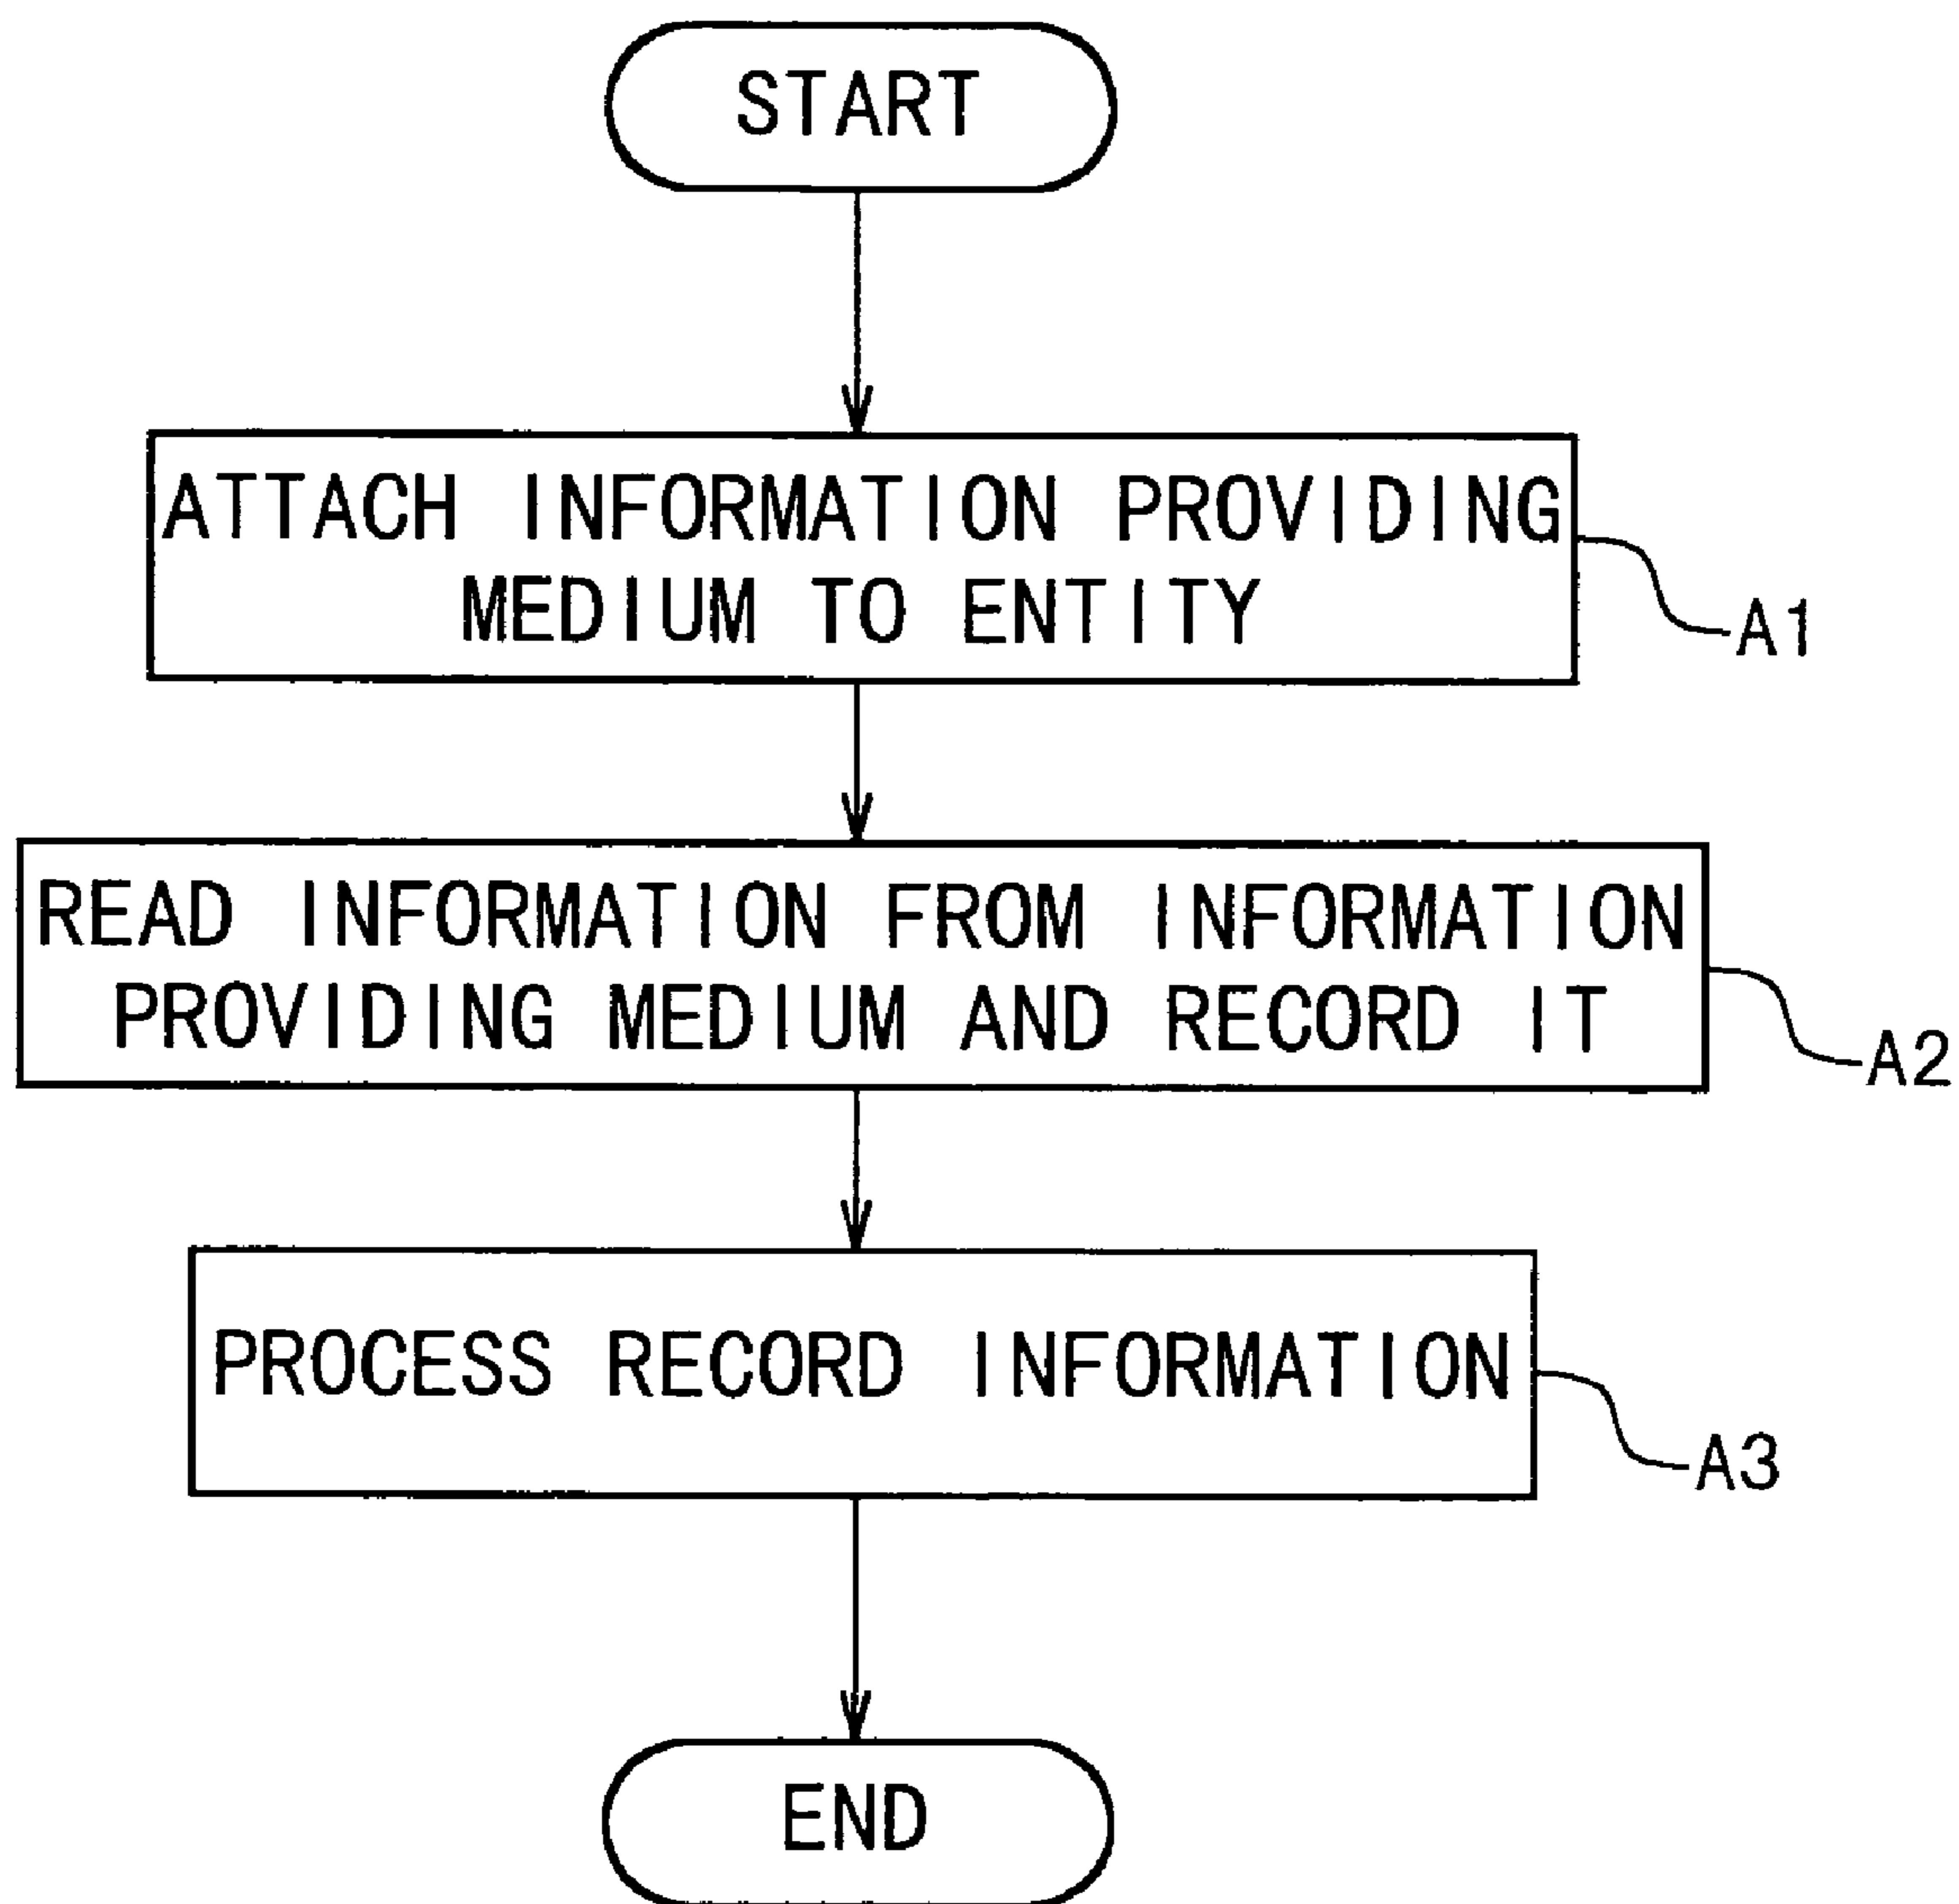 START
ATTACH INFORMATION PROVIDING
MEDIUM TO ENTITY
A1
READ INFORMATION FROM INFORMATION
PROVIDING MEDIUM AND RECORD IT
A2
PROCESS RECORD INFORMATION
A3
END